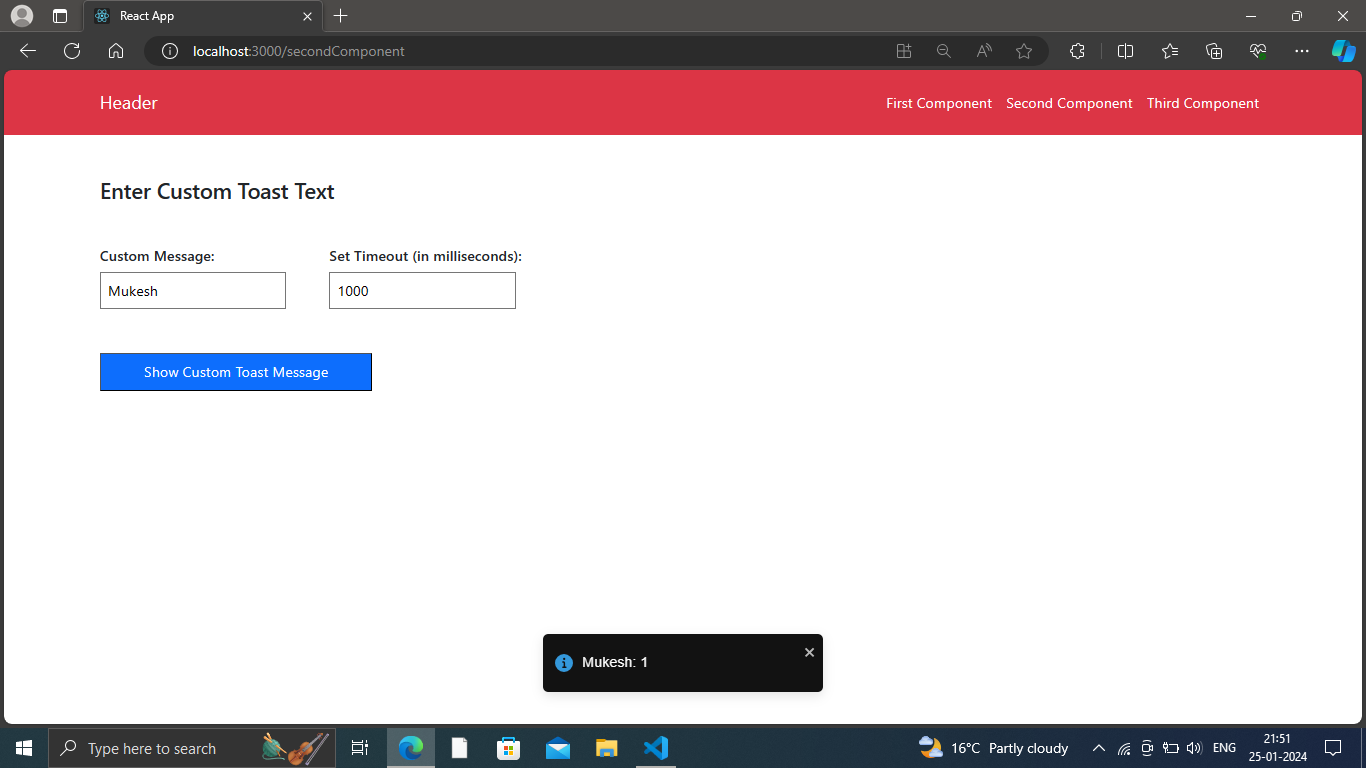 React App
localhost:3000/secondComponent
Header
First Component Second Component Third Component
Enter Custom Toast Text
Custom Message: Set Timeout (in milliseconds):
Mukesh 1000
Show Custom Toast Message
Mukesh: 1
Type here to search
16°C Partly cloudy
ENG
21:51
25-01-2024